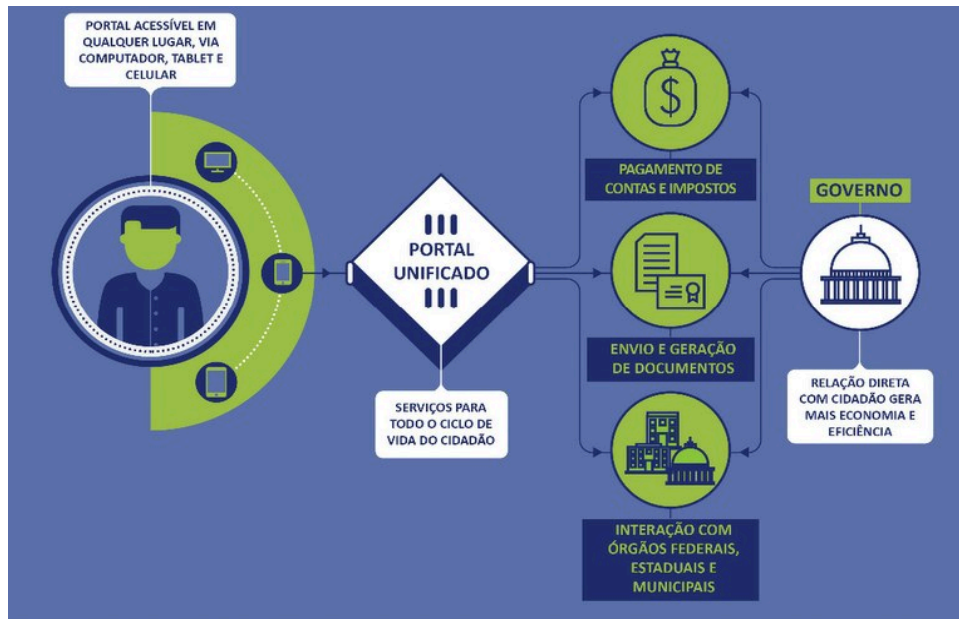 PORTAL ACESSÍVEL EM
QUALQUER LUGAR, VIA
COMPUTADOR, TABLET E
CELULAR
PORTAL
UNIFICADO
SERVIÇOS PARA
TODO O CICLO DE
VIDA DO CIDADÃO
$
PAGAMENTO DE
CONTAS E IMPOSTOS
ENVIO E GERAÇÃO
DE DOCUMENTOS
INTERAÇÃO COM
ÓRGÃOS FEDERAIS,
ESTADUAIS E
MUNICIPAIS
GOVERNO
RELAÇÃO DIRETA
COM CIDADÃO GERA
MAIS ECONOMIA E
EFICIÊNCIA